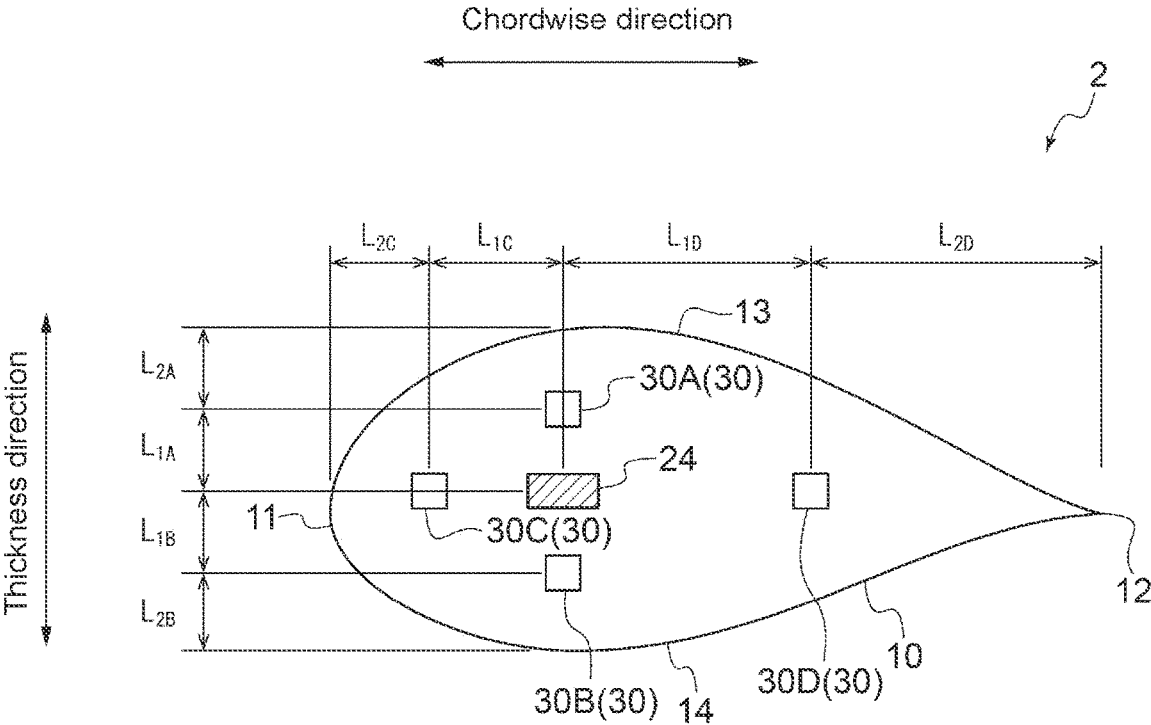 Chordwise direction
2
L2C
L1C
L1D
L2D
13
L2A
30A(30)
Thickness direction
L1A
24
11
30C(30)
L1B
12
L2B
10
30B(30)
14
30D(30)